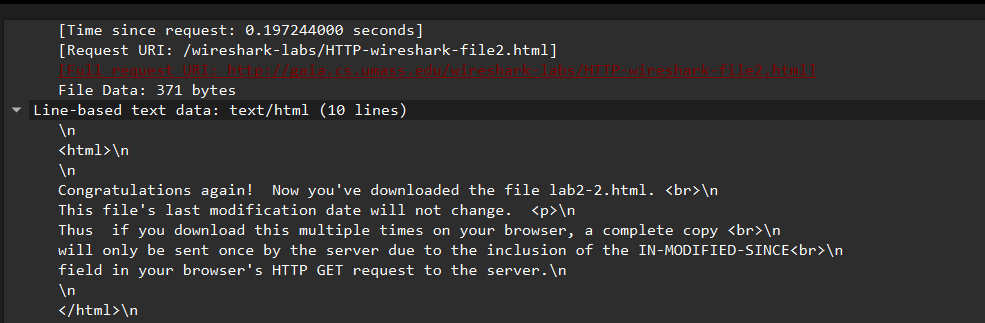 [Time since request: 0.197244000 seconds]
[Request URI: /wireshark-labs/HTTP-wireshark-file2.html]
[Full request URI: http://gaia.cs.umass.edu/wireshark-labs/HTTP-wireshark-file2.html]
File Data: 371 bytes
Line-based text data: text/html (10 lines)
\n
<html>\n
\n
Congratulations again!  Now you've downloaded the file lab2-2.html. <br>\n
This file's last modification date will not change.  <p>\n
Thus  if you download this multiple times on your browser, a complete copy <br>\n
will only be sent once by the server due to the inclusion of the IN-MODIFIED-SINCE<br>\n
field in your browser's HTTP GET request to the server.\n
\n
</html>\n